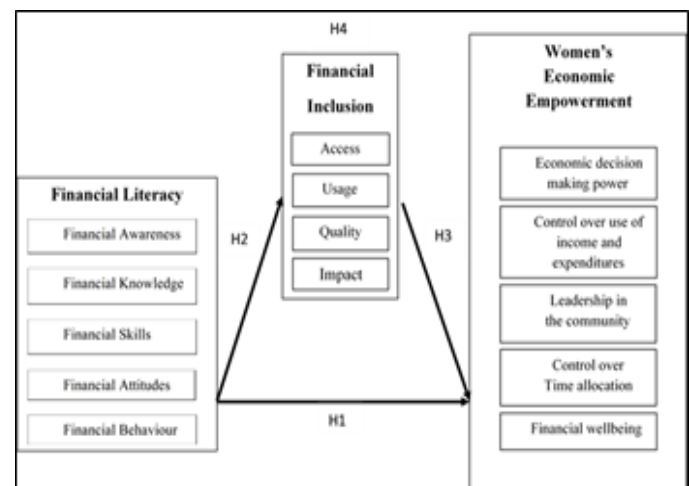 H4
Financial
Inclusion
Access
Usage
Quality
Impact
Women's
Economic
Empowerment
Economic decision
making power
Control over use of
income and
expenditures
Leadership in
the community
Control over
Time allocation
Financial wellbeing
Financial Literacy
Financial Awareness
Financial Knowledge
Financial Skills
Financial Attitudes
Financial Behaviour
H2
H3
H1